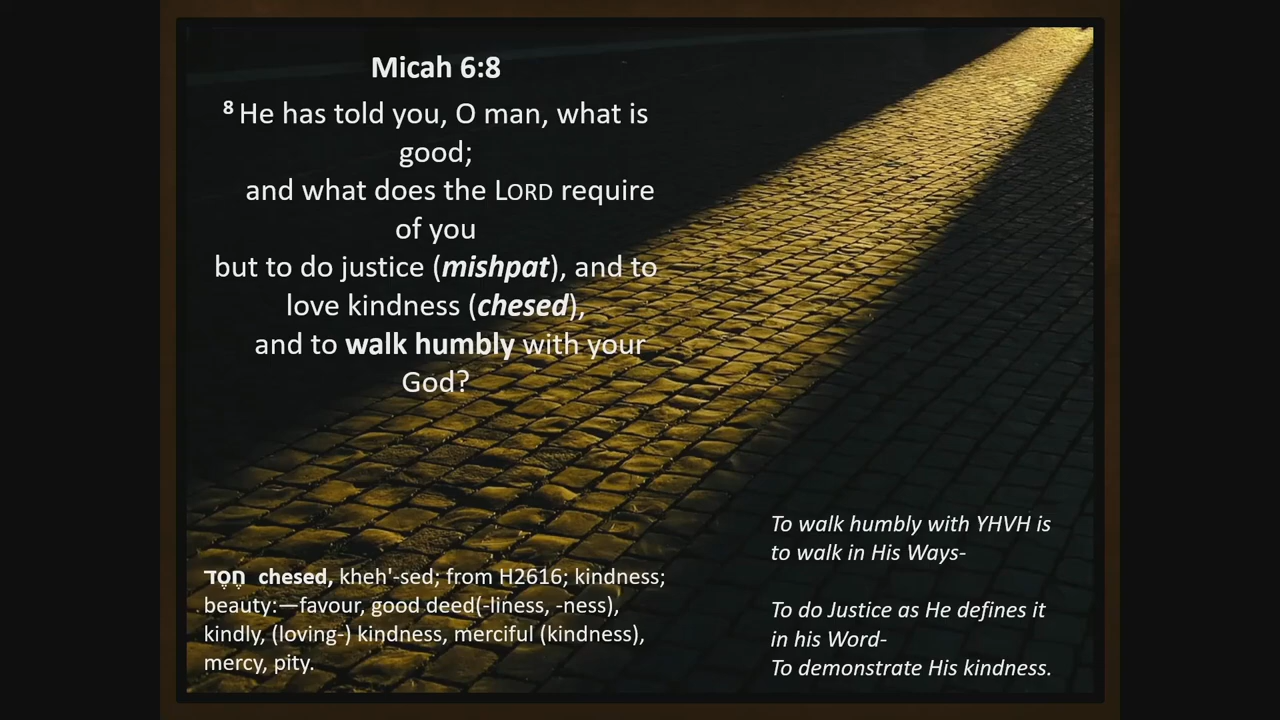 Micah 6:8
8 He has told you, O man, what is
good;
and what does the LORD require
of you
but to do justice (mishpat), and to
love kindness (chesed),
and to walk humbly with your
God?
חֶסֶד chesed, kheh'-sed; from H2616; kindness;
beauty:—favour, good deed(-liness, -ness),
kindly, (loving-) kindness, merciful (kindness),
mercy, pity.
To walk humbly with YHVH is
to walk in His Ways-
To do Justice as He defines it
in his Word-
To demonstrate His kindness.